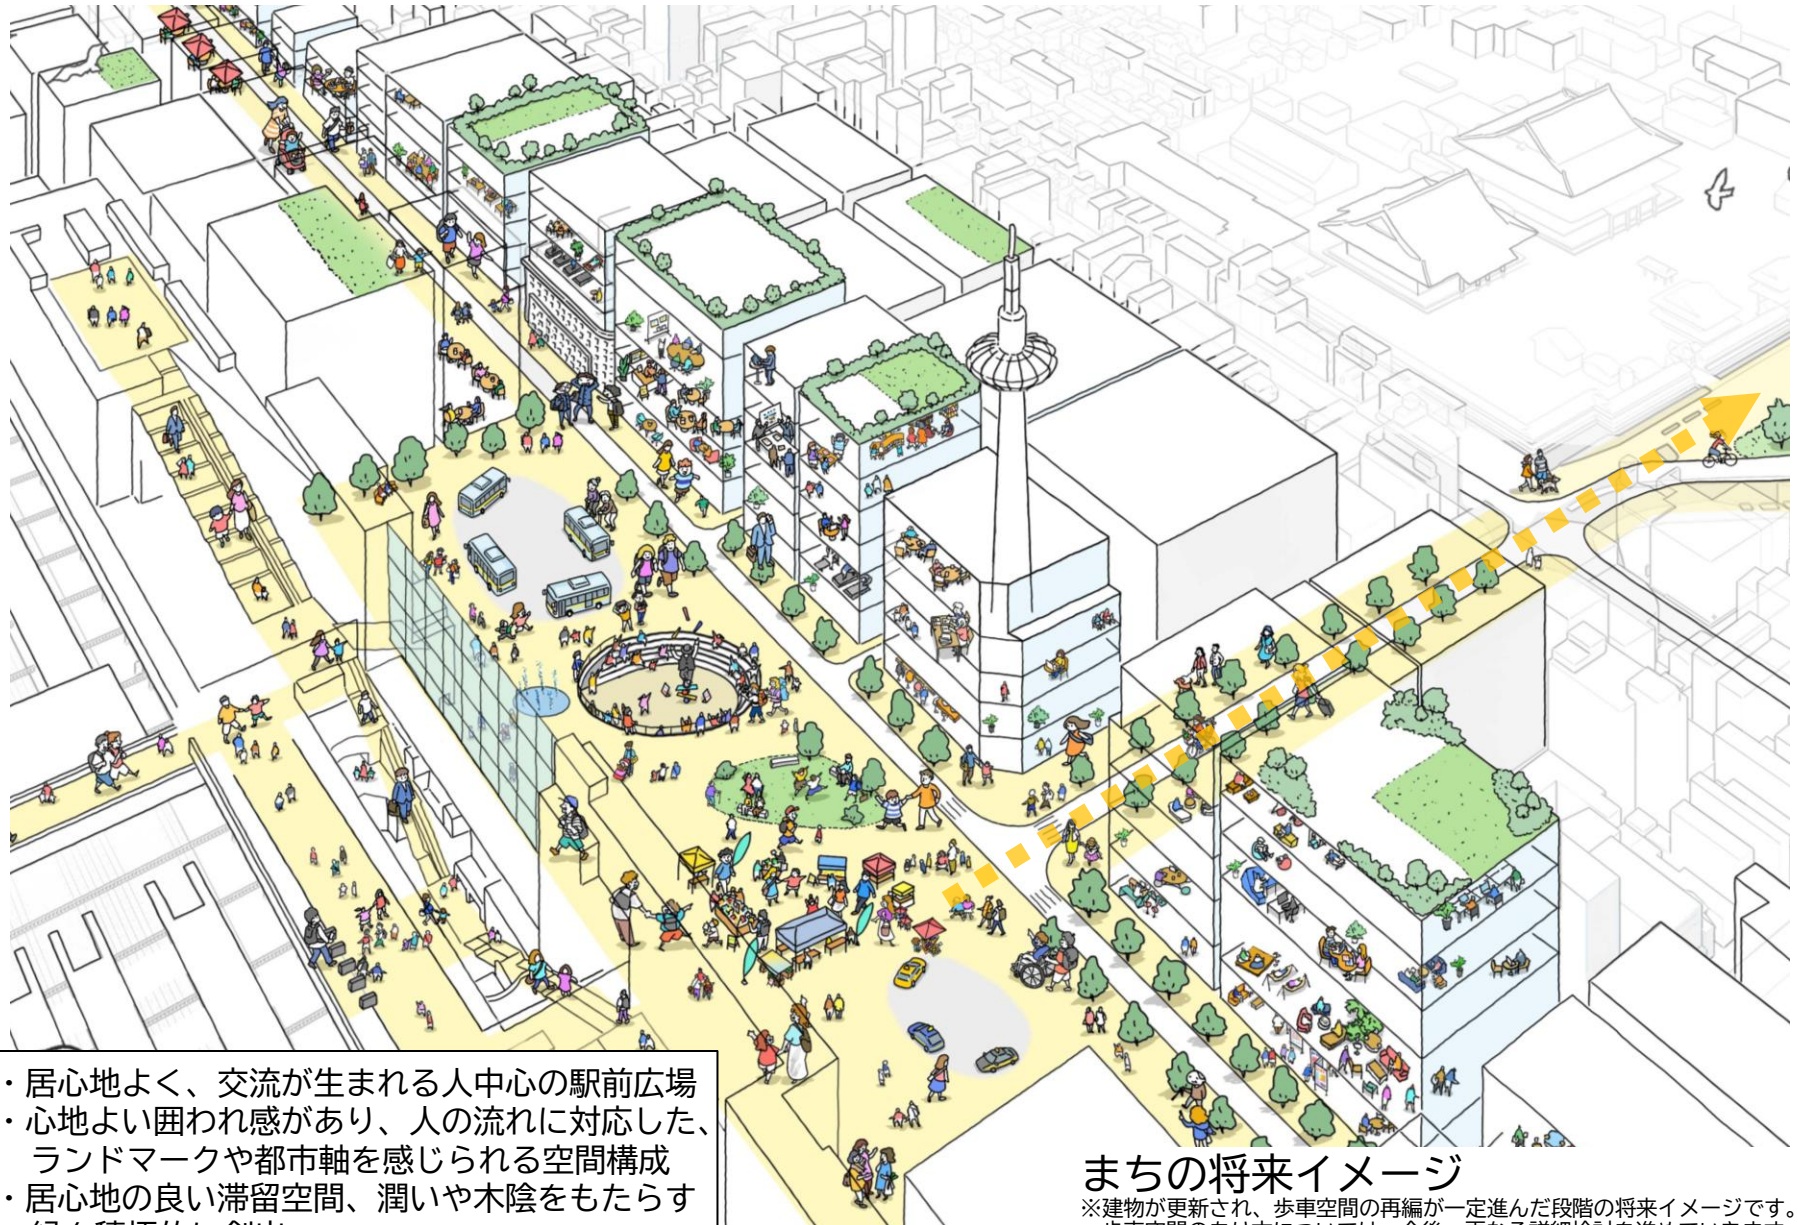 ・居心地よく、交流が生まれる人中心の駅前広場
・心地よい囲われ感があり、人の流れに対応した、
ランドマークや都市軸を感じられる空間構成
・居心地の良い滞留空間、潤いや木陰をもたらす
まちの将来イメージ
※建物が更新され、歩車空間の再編が一定進んだ段階の将来イメージです。